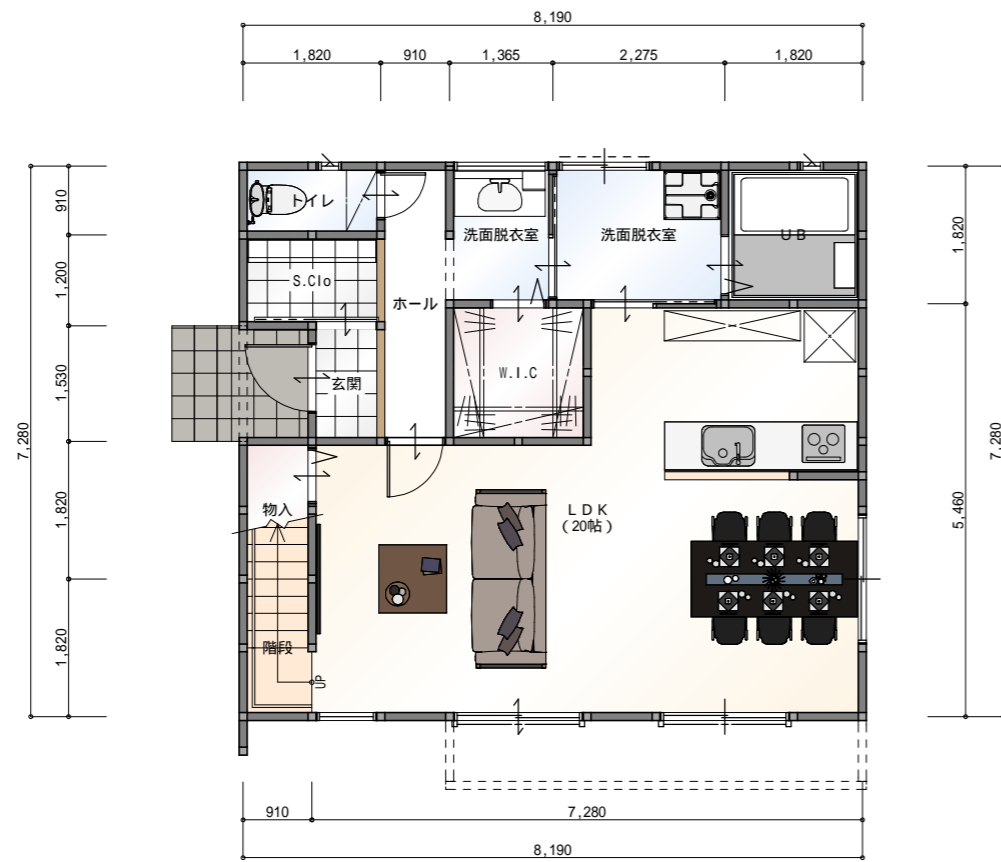 8,190
1,820
910
1,365
2,275
1,820
910
1,200
1,530
1,820
1,820
7,280
トイレ
S.Clo
ホール
洗面脱衣室
洗面脱衣室
UB
玄関
W.I.C
物入
階段
UP
LDK
(20帖)
1,820
5,460
7,280
910
7,280
8,190